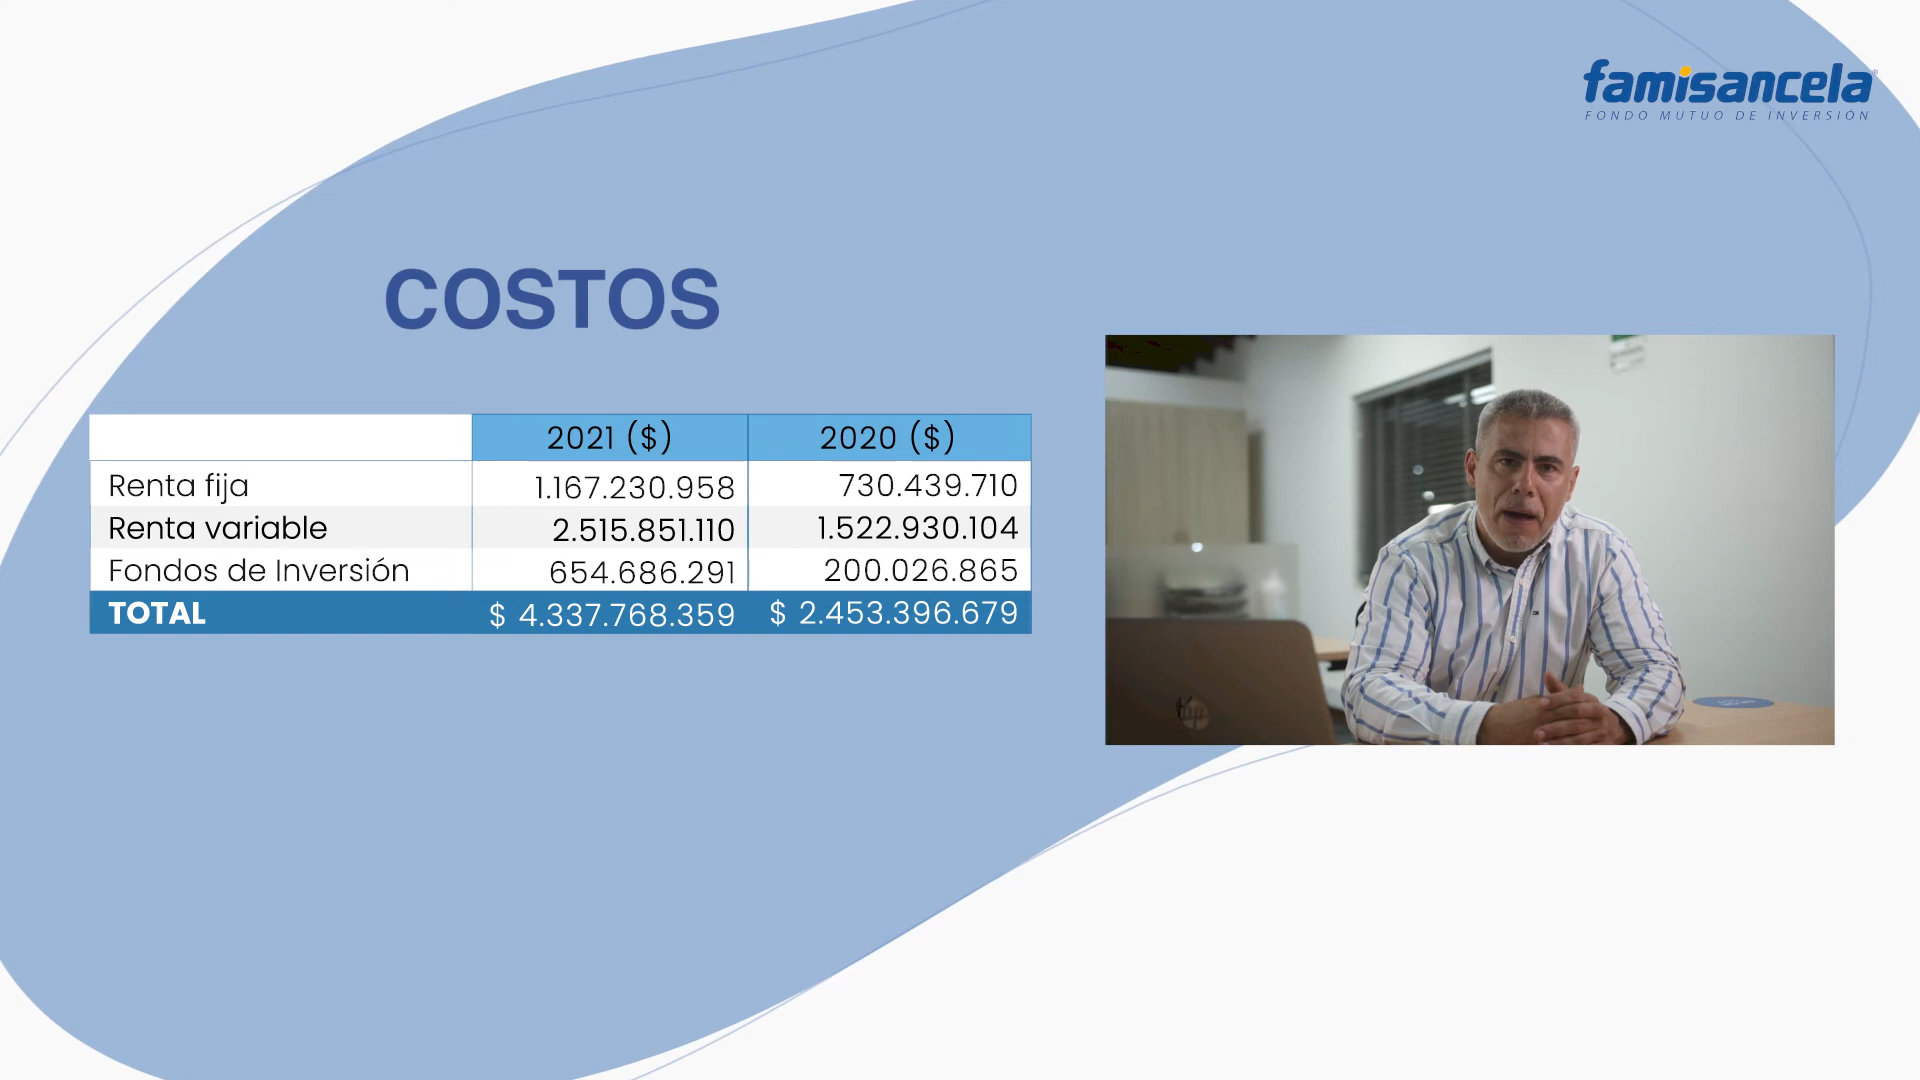 famisancela
FONDO MUTUO DE INVERSIÓN
COSTOS
2021 ($) 2020 ($)
Renta fija 1.167.230.958 730.439.710
Renta variable 2.515.851.110 1.522.930.104
Fondos de Inversión 654.686.291 200.026.865
TOTAL $ 4.337.768.359 $ 2.453.396.679
hp